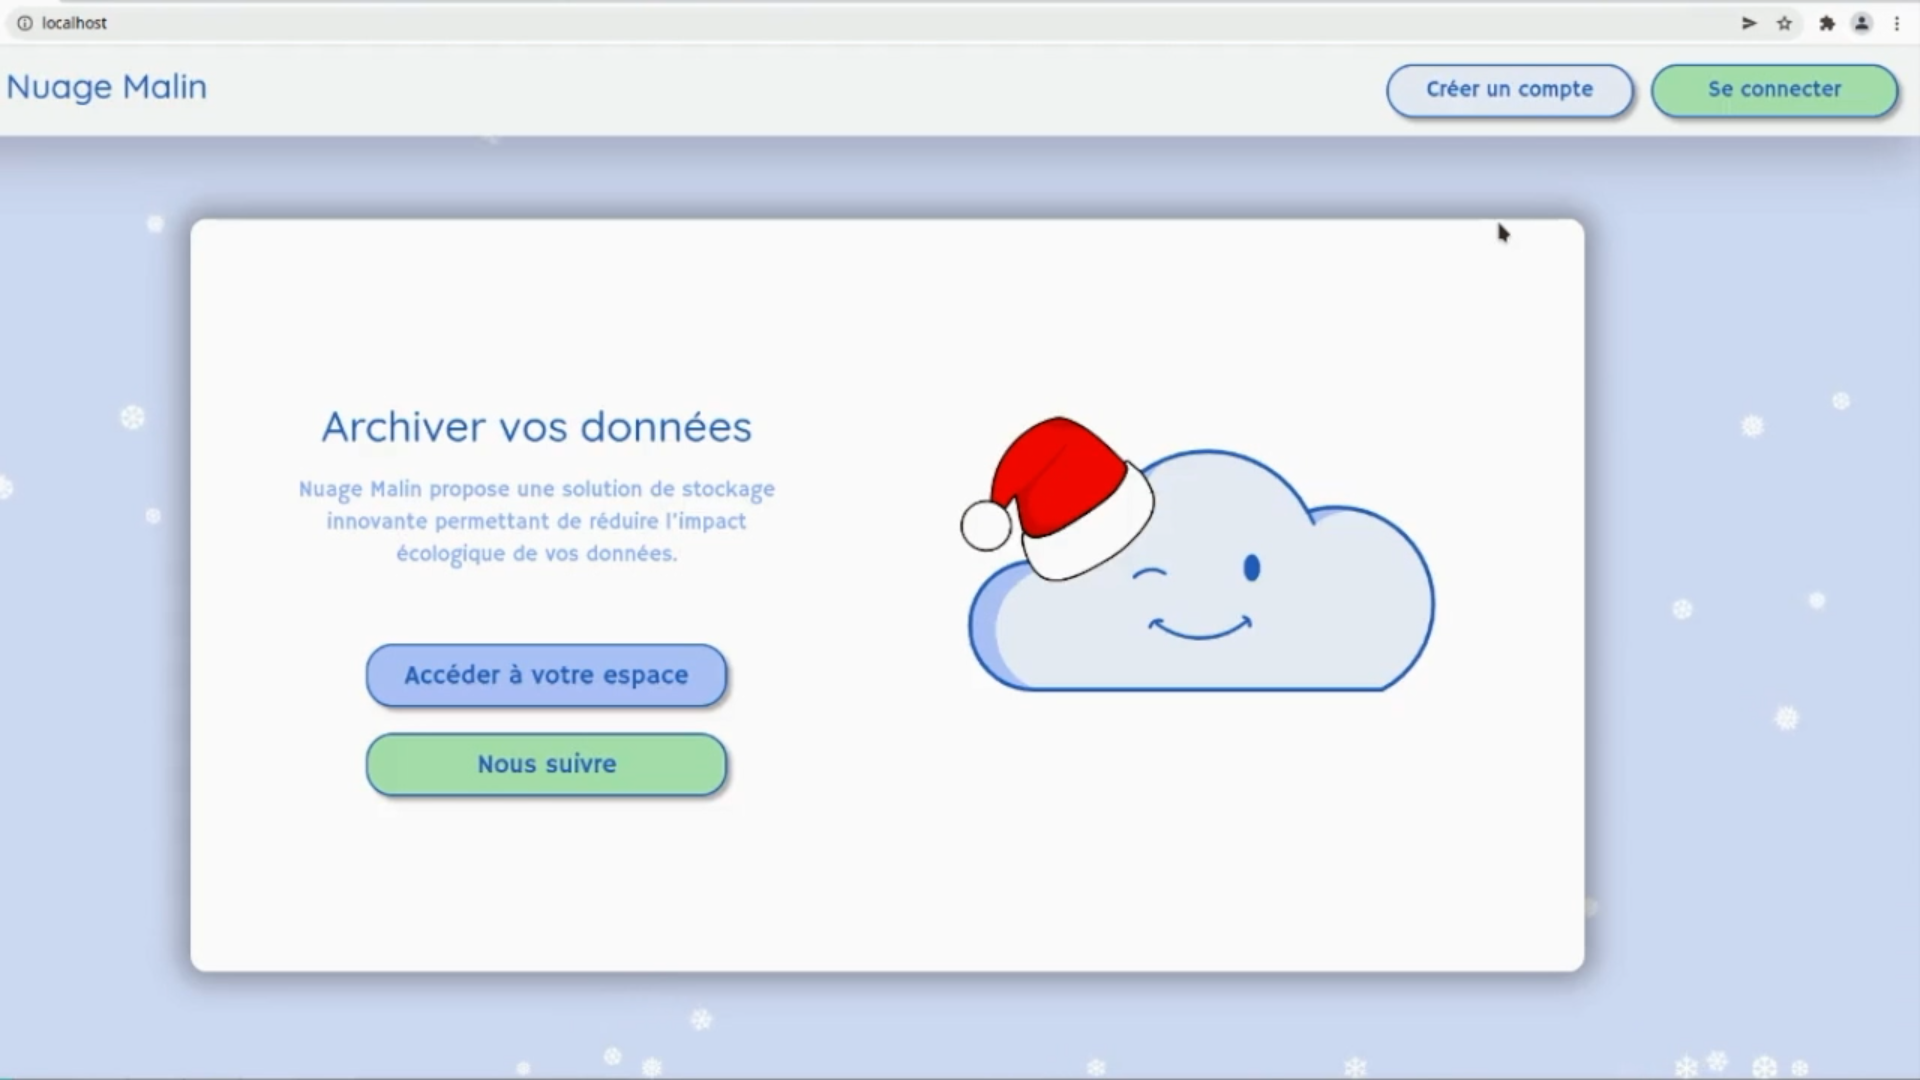 localhost
Nuage Malin
Créer un compte
Se connecter
Archiver vos données
Nuage Malin propose une solution de stockage
innovante permettant de réduire l'impact
écologique de vos données.
Accéder à votre espace
Nous suivre